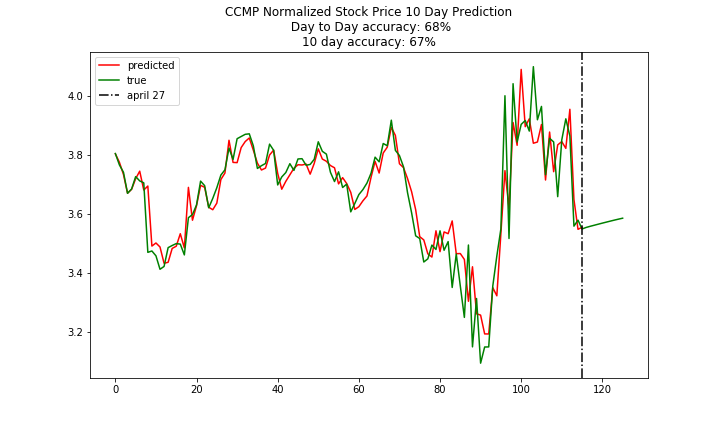 CCMP Normalized Stock Price 10 Day Prediction
Day to Day accuracy: 68%
10 day accuracy: 67%
predicted
true
april 27
4.0
3.8
3.6
3.4
3.2
0 20 40 60 80 100 120